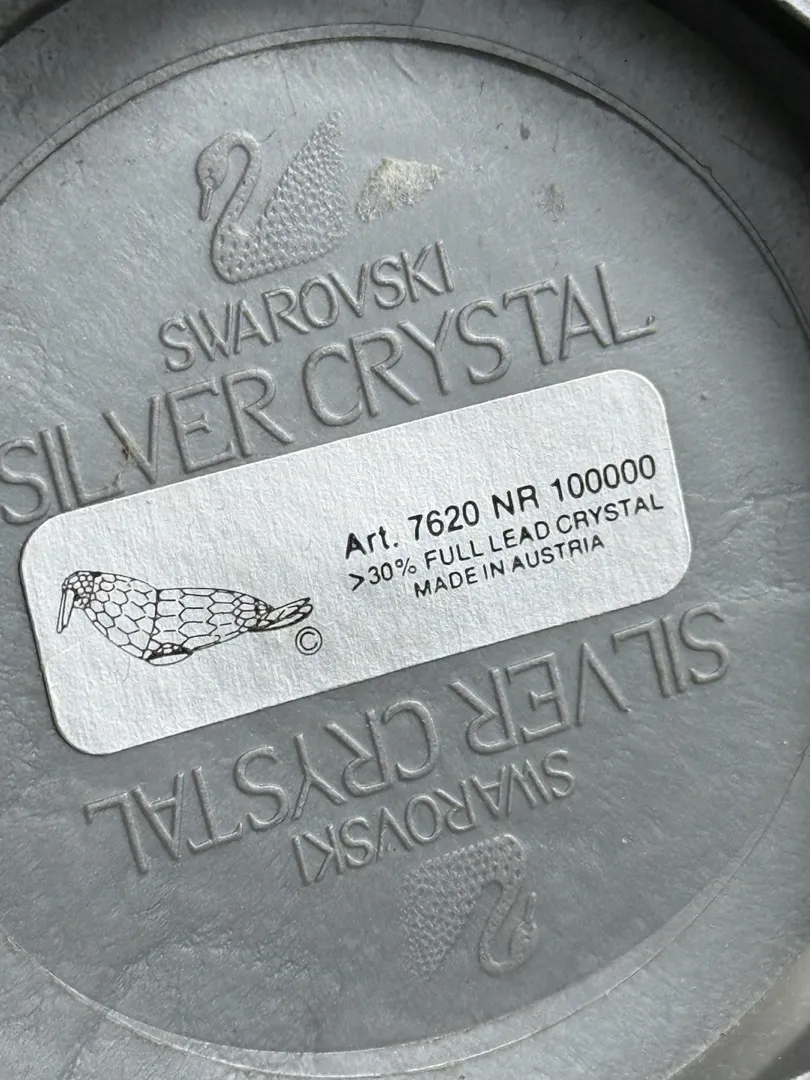 SWAROVSKI
SILVER CRYSTAL
Art. 7620 NR 100000
>30% FULL LEAD CRYSTAL
MADE IN AUSTRIA
©
SILVER CRYSTAL
SWAROVSKI